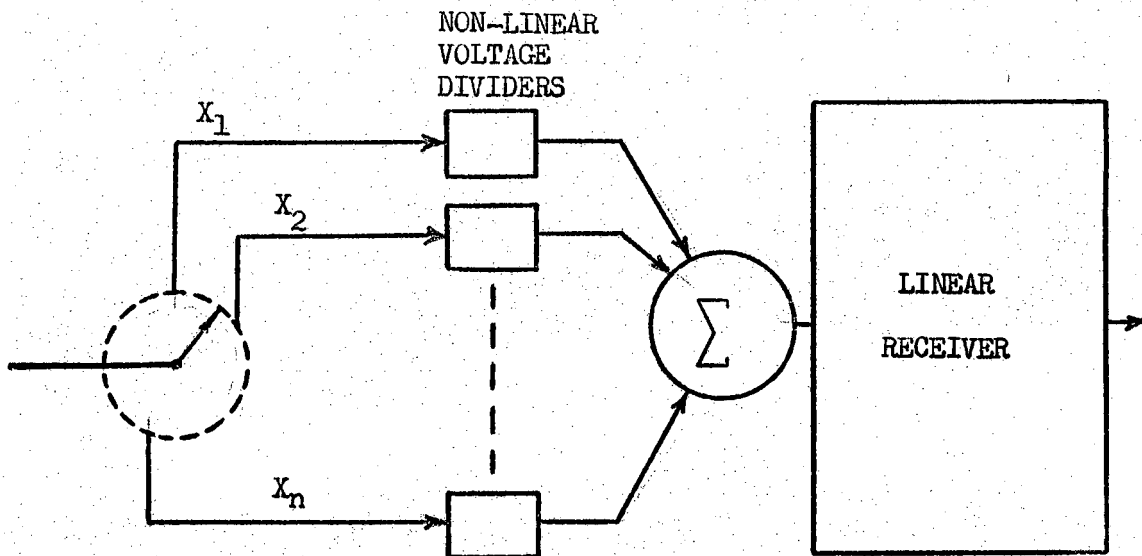 NON-LINEAR
VOLTAGE
DIVIDERS
X1
X2
Xn
∑
LINEAR
RECEIVER